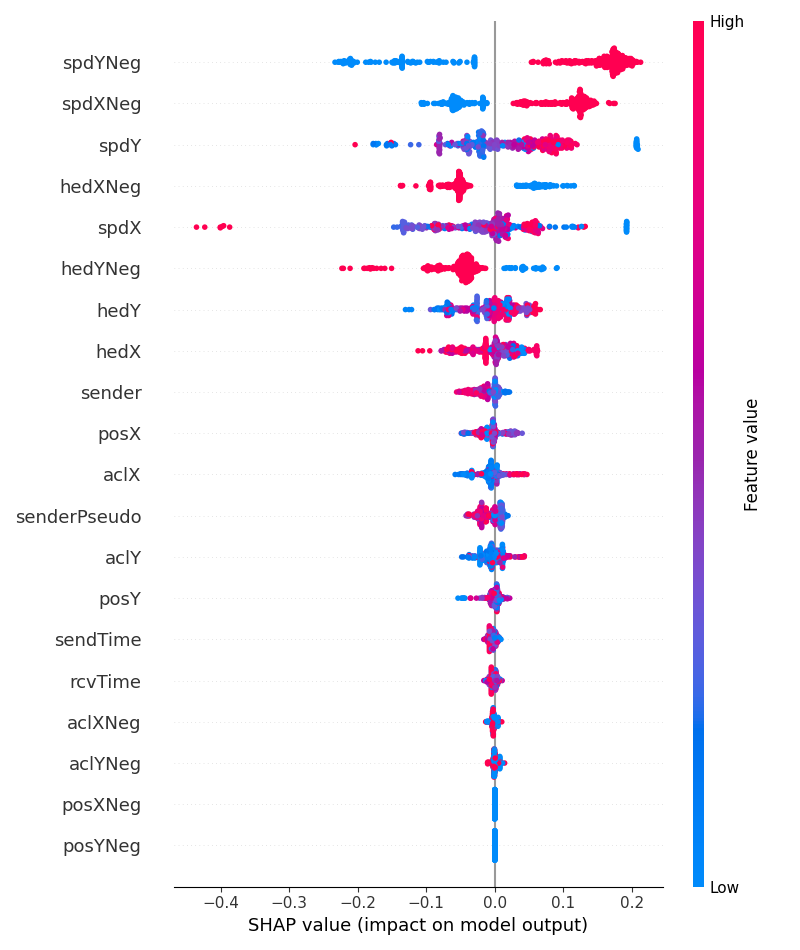 High
spdYNeg
spdXNeg
spdY
hedXNeg
spdX
hedYNeg
hedY
hedX
sender
posX
aclX
senderPseudo
aclY
posY
sendTime
rcvTime
aclXNeg
aclYNeg
posXNeg
posYNeg
Feature value
Low
−0.4 −0.3 −0.2 −0.1 0.0 0.1 0.2
SHAP value (impact on model output)